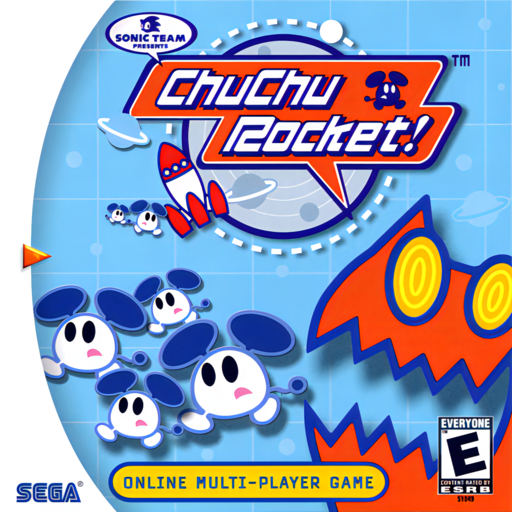 SONIC TEAM
PRESENTS
ChuChu
Rocket!
TM
ONLINE MULTI-PLAYER GAME
SEGA
EVERYONE
E
CONTENT RATED BY
ESRB